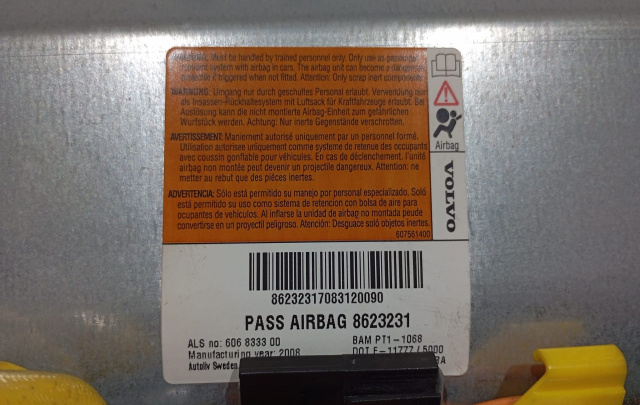 WARNING: Must be handled by trained personnel only. Only use as passenger
restraint system with airbag in cars. The airbag unit can become a dangerous
projectile if triggered when not fitted. Attention: Only scrap inert components.
WARNUNG: Umgang nur durch geschultes Personal erlaubt. Verwendung nur
als Insassen-Rückhaltesystem mit Luftsack für Kraftfahrzeuge erlaubt. Bei
Auslösung kann die nicht montierte Airbag-Einheit zum gefährlichen
Wurfstück werden. Achtung: Nur inerte Gegenstände verschrotten.
AVERTISSEMENT: Maniement autorisé uniquement par un personnel formé.
Utilisation autorisée uniquement comme système de retenue des occupants
avec coussin gonflable pour véhicules. En cas de déclenchement, l'unité
airbag non montée peut devenir un projectile dangereux. Attention: ne
mettre au rebut que des pièces inertes.
ADVERTENCIA: Sólo está permitido su manejo por personal especializado. Soló
está permitido su uso como sistema de retención con bolsa de aire para
ocupantes de vehículos. Al inflarse la unidad de airbag no montada peude
convertirse en un proyectil peligroso. Atención: Desguace soló objetos inertes.
607561400
Airbag
VOLVO
86232317083120090
PASS AIRBAG 8623231
ALS no: 606 8333 00
BAM PT1-1068
Manufacturing year: 2008
DOT E-11777 / 5000
Autoliv Sweden